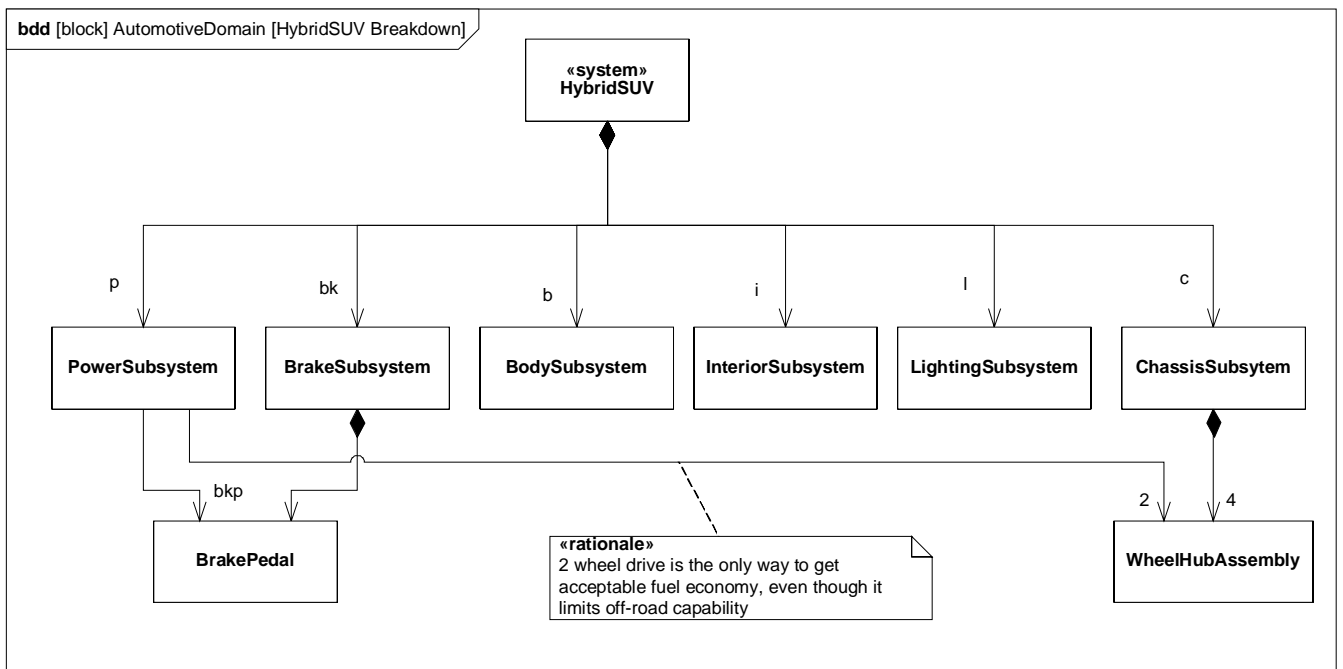 bdd [block] AutomotiveDomain [HybridSUV Breakdown]
«system»
HybridSUV
p
bk
b
i
l
c
PowerSubsystem
BrakeSubsystem
BodySubsystem
InteriorSubsystem
LightingSubsystem
ChassisSubsytem
bkp
2
4
BrakePedal
«rationale»
2 wheel drive is the only way to get
acceptable fuel economy, even though it
limits off-road capability
WheelHubAssembly